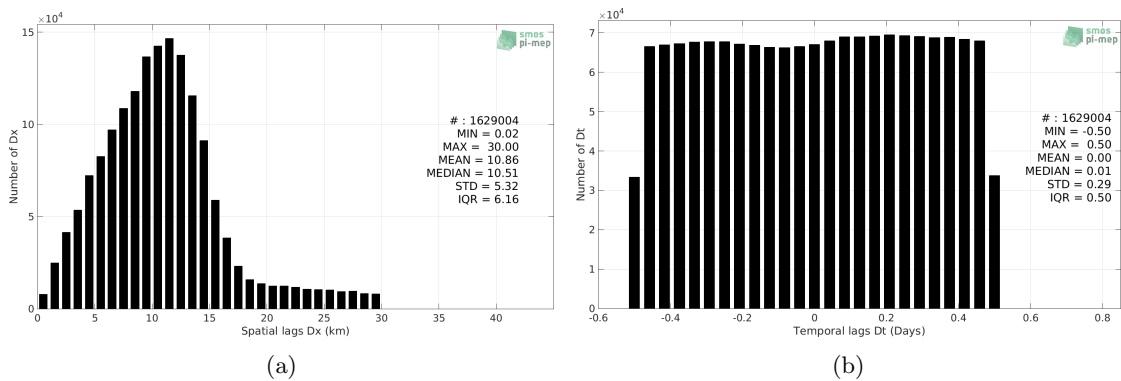 ×10⁴
15
10
5
0
0 5 10 15 20 25 30 35 40
Number of Dx
Spatial lags Dx (km)
smos
pi-mep
# : 1629004
MIN = 0.02
MAX = 30.00
MEAN = 10.86
MEDIAN = 10.51
STD = 5.32
IQR = 6.16
(a)
×10⁴
7
6
5
4
3
2
1
0
-0.6 -0.4 -0.2 0 0.2 0.4 0.6 0.8
Number of Dt
Temporal lags Dt (Days)
smos
pi-mep
# : 1629004
MIN = -0.50
MAX = 0.50
MEAN = 0.00
MEDIAN = 0.01
STD = 0.29
IQR = 0.50
(b)